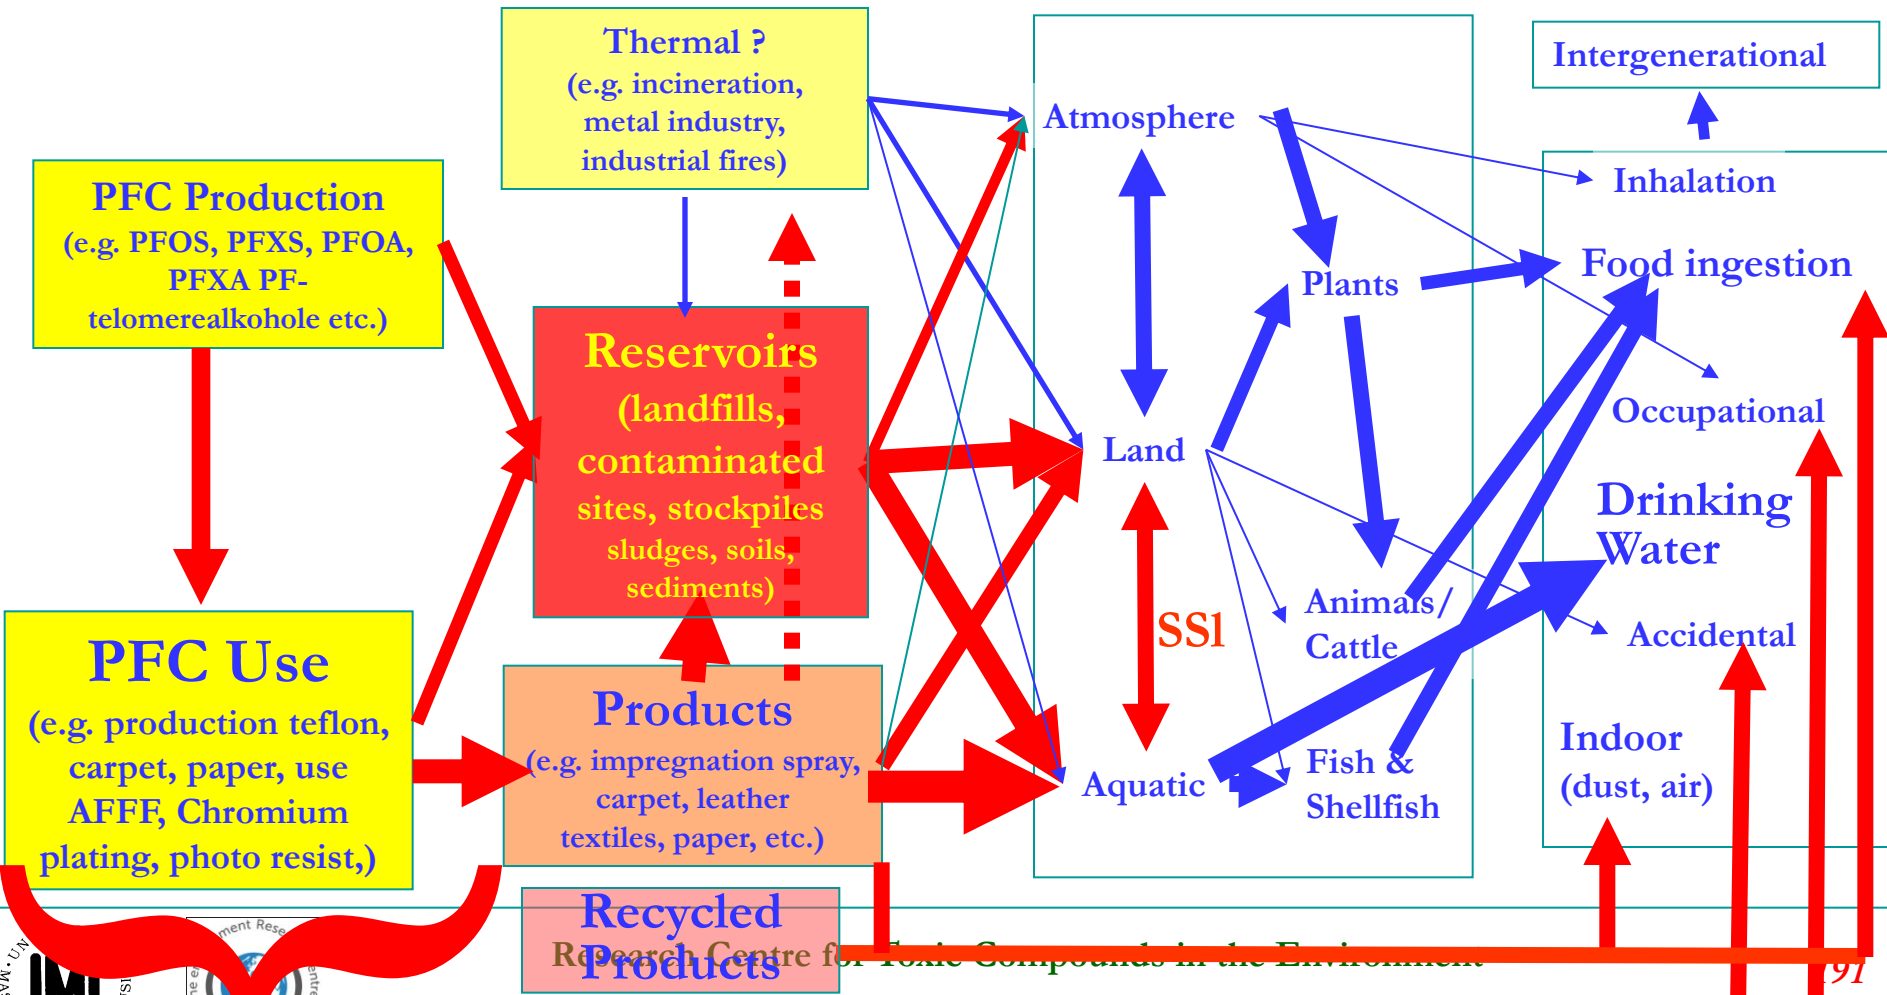 Thermal ?
(e.g. incineration,
metal industry,
industrial fires)
Intergenerational
Atmosphere
PFC Production
(e.g. PFOS, PFXS, PFOA,
PFXA PF-
telomerealkohole etc.)
Inhalation
Food ingestion
Plants
Reservoirs
(landfills,
contaminated
sites, stockpiles
sludges, soils,
sediments)
Occupational
Land
Drinking
Water
SSl
Animals/
Cattle
Accidental
PFC Use
(e.g. production teflon,
carpet, paper, use
AFFF, Chromium
plating, photo resist,)
Products
(e.g. impregnation spray,
carpet, leather
textiles, paper, etc.)
Aquatic
Fish &
Shellfish
Indoor
(dust, air)
Recycled
Products
Research Centre for Toxic Compounds in the Environment
191